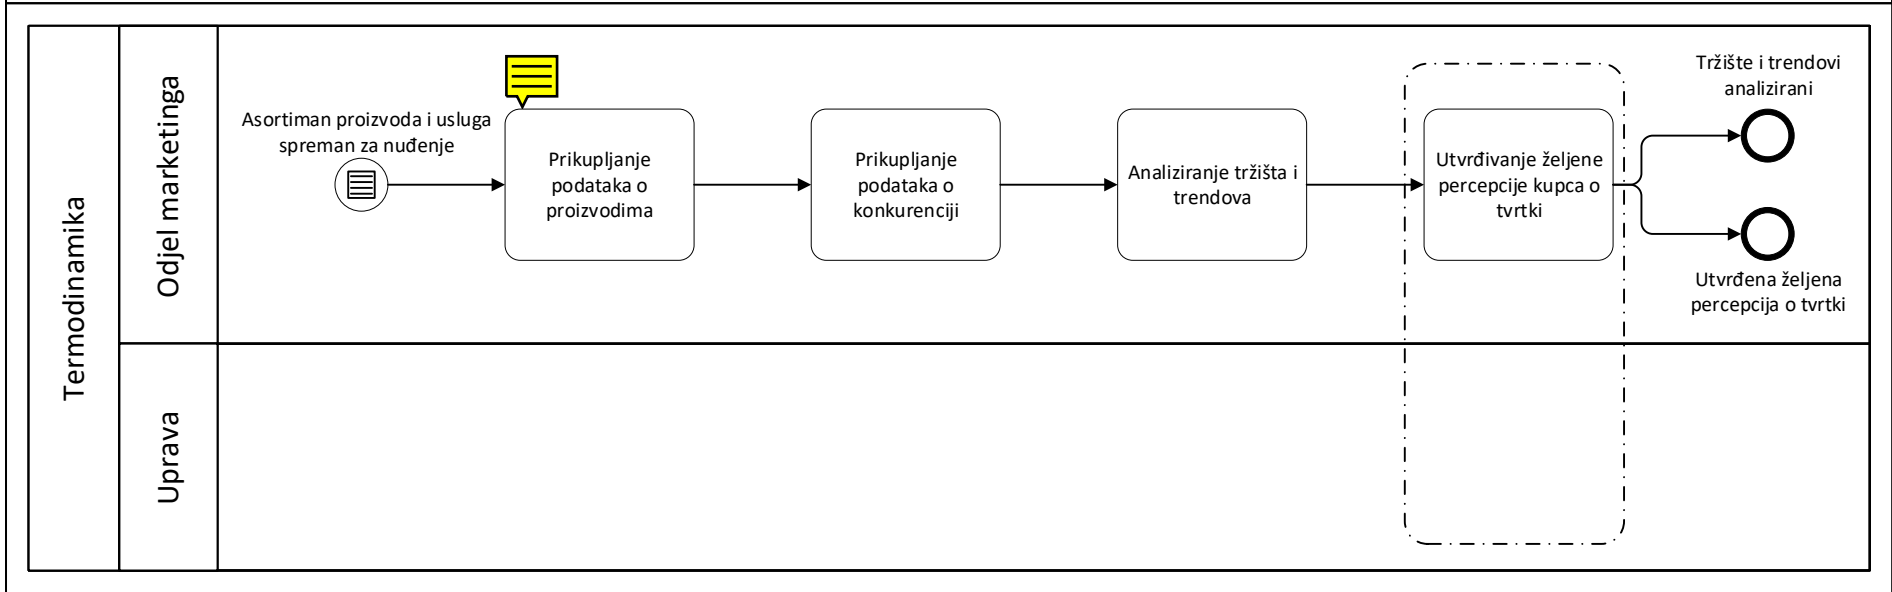 Termodinamika
Odjel marketinga
Asortiman proizvoda i usluga
spreman za nuđenje
Prikupljanje
podataka o
proizvodima
Prikupljanje
podataka o
konkurenciji
Analiziranje tržišta i
trendova
Utvrđivanje željene
percepcije kupca o
tvrtki
Tržište i trendovi
analizirani
Utvrđena željena
percepcija o tvrtki
Uprava